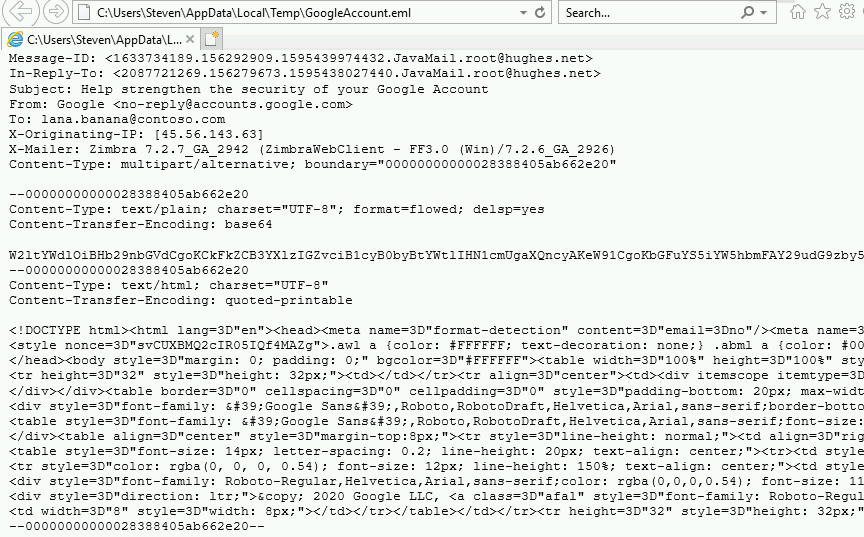 C:\Users\Steven\AppData\Local\Temp\GoogleAccount.eml
Search...
C:\Users\Steven\AppData\L...
Message-ID: <1633734189.156292909.1595439974432.JavaMail.root@hughes.net>
In-Reply-To: <2087721269.156279673.1595438027440.JavaMail.root@hughes.net>
Subject: Help strengthen the security of your Google Account
From: Google <no-reply@accounts.google.com>
To: lana.banana@contoso.com
X-Originating-IP: [45.56.143.63]
X-Mailer: Zimbra 7.2.7_GA_2942 (ZimbraWebClient - FF3.0 (Win)/7.2.6_GA_2926)
Content-Type: multipart/alternative; boundary="00000000000028388405ab662e20"
--00000000000028388405ab662e20
Content-Type: text/plain; charset="UTF-8"; format=flowed; delsp=yes
Content-Transfer-Encoding: base64
W2ltYWdlOiBHb29nbGVdCgoKCkFkZCB3YXlzIGZvciB1cyB0byBtYWtlIHN1cmUgaXQncyAKeW91CgoKbGFuYS5iYW5hbmFAY29udG9zby5
--00000000000028388405ab662e20
Content-Type: text/html; charset="UTF-8"
Content-Transfer-Encoding: quoted-printable
<!DOCTYPE html><html lang=3D"en"><head><meta name=3D"format-detection" content=3D"email=3Dno"/><meta name=3
<style nonce=3D"svCUXBMQ2cIR05IQf4MAZg">.awl a {color: #FFFFFF; text-decoration: none;} .abml a {color: #00
</head><body style=3D"margin: 0; padding: 0;" bgcolor=3D"#FFFFFF"><table width=3D"100%" height=3D"100%" sty
<tr height=3D"32" style=3D"height: 32px;"><td></td></tr><tr align=3D"center"><td><div itemscope itemtype=3D
</div></div><table border=3D"0" cellspacing=3D"0" cellpadding=3D"0" style=3D"padding-bottom: 20px; max-widt
<div style=3D"font-family: &#39;Google Sans&#39;,Roboto,RobotoDraft,Helvetica,Arial,sans-serif;border-botto
<table style=3D"font-family: &#39;Google Sans&#39;,Roboto,RobotoDraft,Helvetica,Arial,sans-serif;font-size:
</div><table align=3D"center" style=3D"margin-top:8px;"><tr style=3D"line-height: normal;"><td align=3D"rig
<table style=3D"font-size: 14px; letter-spacing: 0.2; line-height: 20px; text-align: center;"><tr><td style
<tr style=3D"color: rgba(0, 0, 0, 0.54); font-size: 12px; line-height: 150%; text-align: center;"><td style
<div style=3D"font-family: Roboto-Regular,Helvetica,Arial,sans-serif;color: rgba(0,0,0,0.54); font-size: 11
<div style=3D"direction: ltr;">&copy; 2020 Google LLC, <a class=3D"afal" style=3D"font-family: Roboto-Regul
<td width=3D"8" style=3D"width: 8px;"></td></tr></table></td></tr><tr height=3D"32" style=3D"height: 32px;"
--00000000000028388405ab662e20--